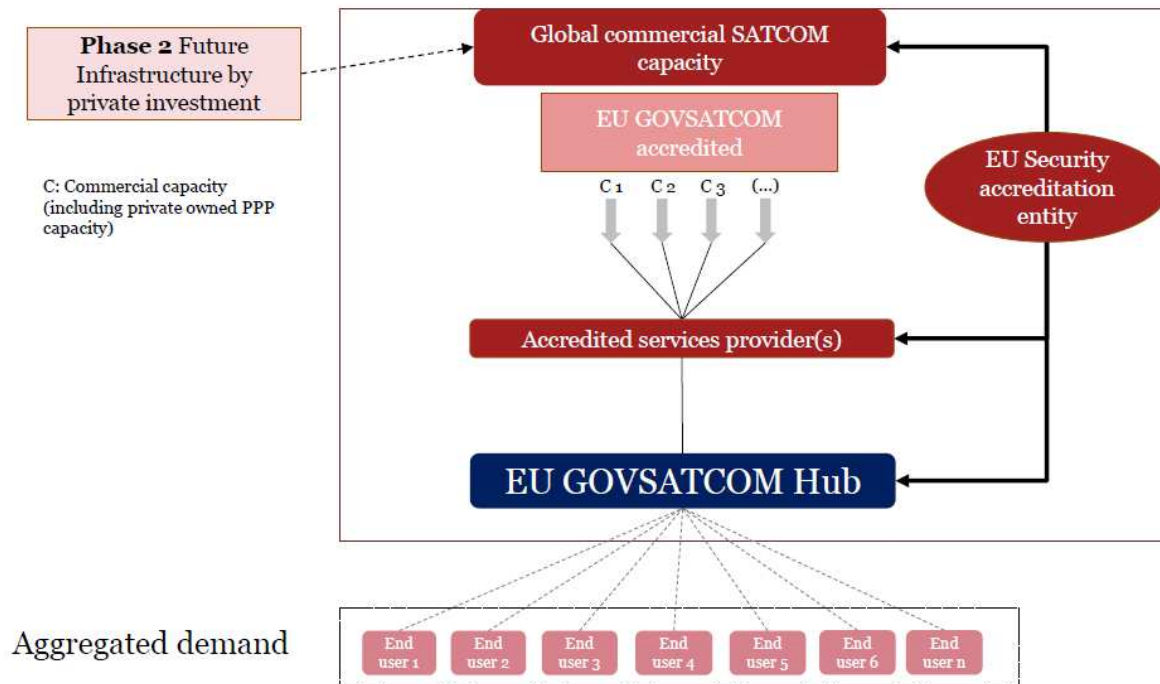 Phase 2 Future
Infrastructure by
private investment
Global commercial SATCOM
capacity
EU GOVSATCOM
accredited
C: Commercial capacity
(including private owned PPP
capacity)
C 1 C 2 C 3 (...)
EU Security
accreditation
entity
Accredited services provider(s)
EU GOVSATCOM Hub
Aggregated demand
End
user 1
End
user 2
End
user 3
End
user 4
End
user 5
End
user 6
End
user n